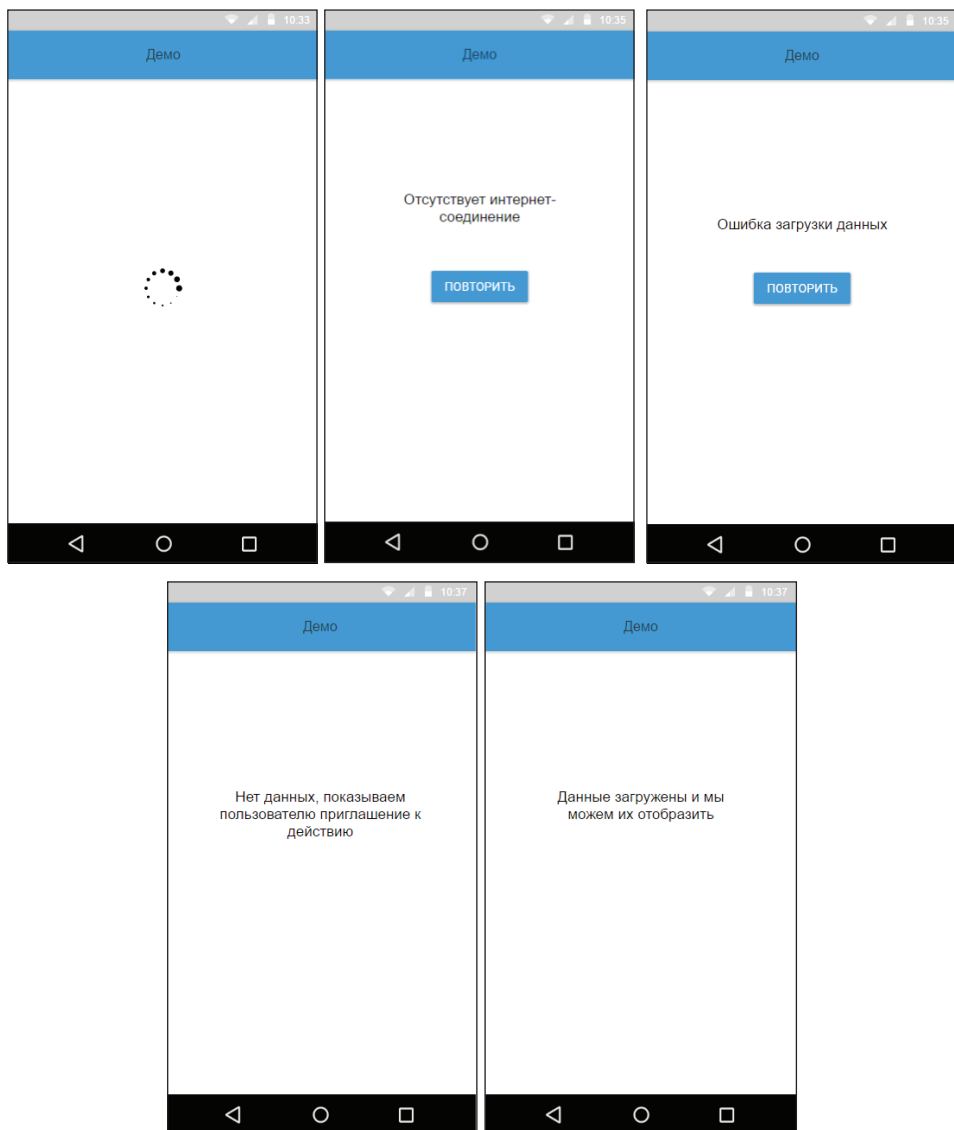 10:33
Демо
10:35
Демо
Отсутствует интернет-
соединение
ПОВТОРИТЬ
10:35
Демо
Ошибка загрузки данных
ПОВТОРИТЬ
10:37
Демо
Нет данных, показываем
пользователю приглашение к
действию
10:37
Демо
Данные загружены и мы
можем их отобразить